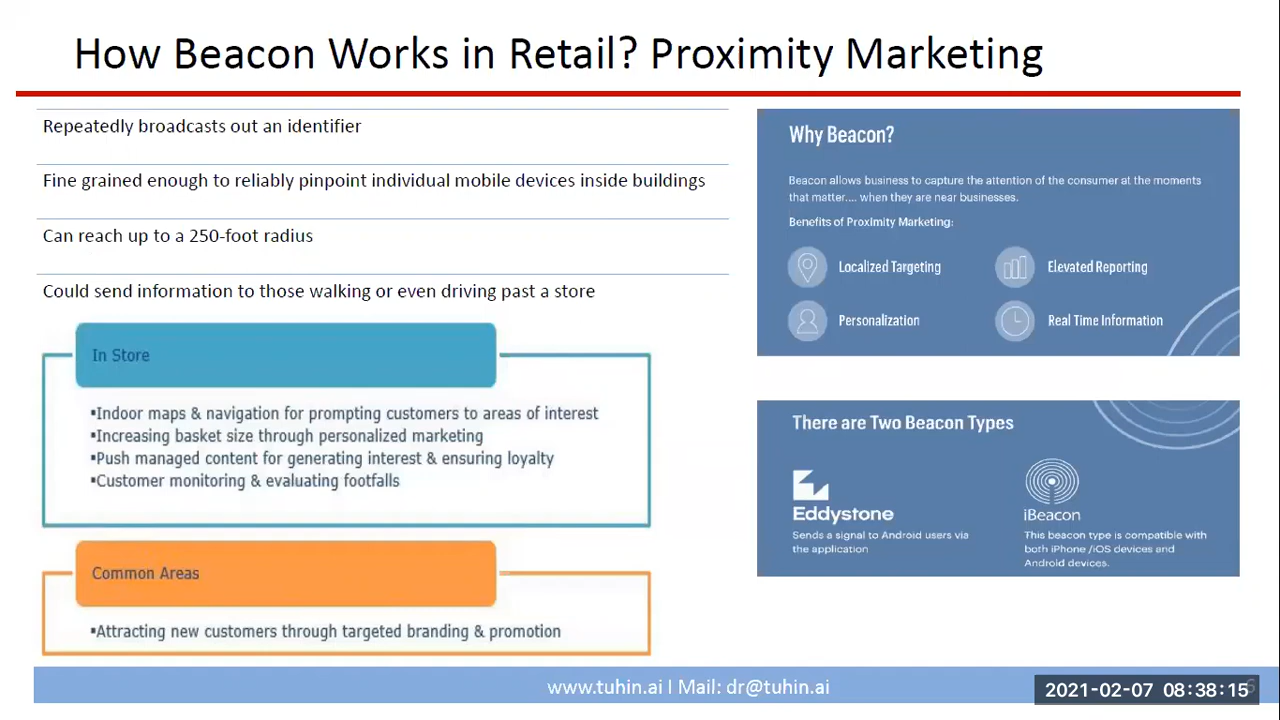 How Beacon Works in Retail? Proximity Marketing
Repeatedly broadcasts out an identifier
Fine grained enough to reliably pinpoint individual mobile devices inside buildings
Can reach up to a 250-foot radius
Could send information to those walking or even driving past a store
In Store
▪Indoor maps & navigation for prompting customers to areas of interest
▪Increasing basket size through personalized marketing
▪Push managed content for generating interest & ensuring loyalty
▪Customer monitoring & evaluating footfalls
Common Areas
▪Attracting new customers through targeted branding & promotion
Why Beacon?
Beacon allows business to capture the attention of the consumer at the moments
that matter.... when they are near businesses.
Benefits of Proximity Marketing:
Localized Targeting
Elevated Reporting
Personalization
Real Time Information
There are Two Beacon Types
Eddystone
Sends a signal to Android users via
the application
iBeacon
This beacon type is compatible with
both iPhone /iOS devices and
Android devices.
www.tuhin.ai I Mail: dr@tuhin.ai
2021-02-07 08:38:15
6